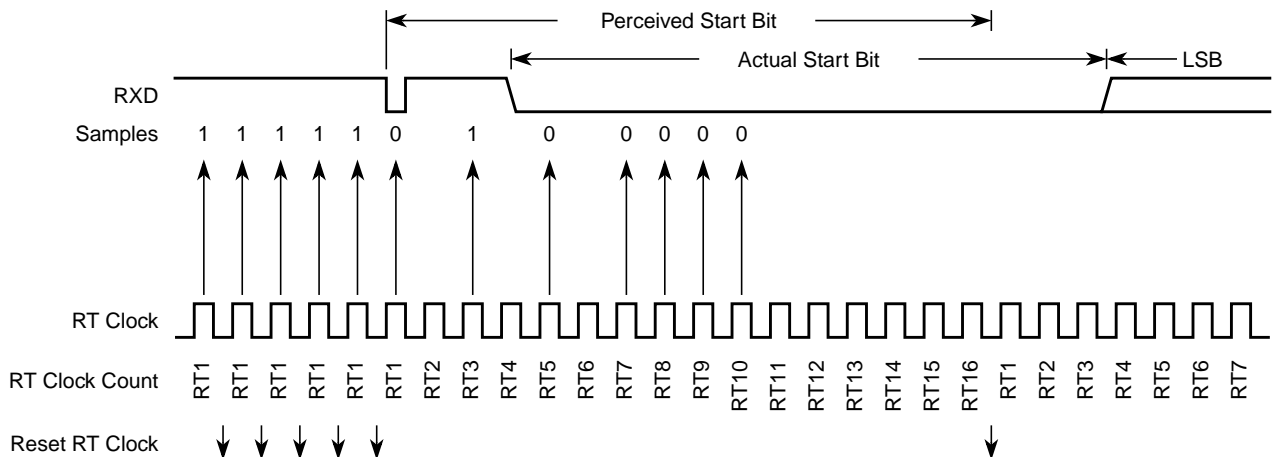 Perceived Start Bit
Actual Start Bit LSB
RXD
Samples 1 1 1 1 1 0 1 0 0 0 0 0
RT Clock
RT Clock Count RT1 RT1 RT1 RT1 RT1 RT1 RT2 RT3 RT4 RT5 RT6 RT7 RT8 RT9 RT10 RT11 RT12 RT13 RT14 RT15 RT16 RT1 RT2 RT3 RT4 RT5 RT6 RT7
Reset RT Clock